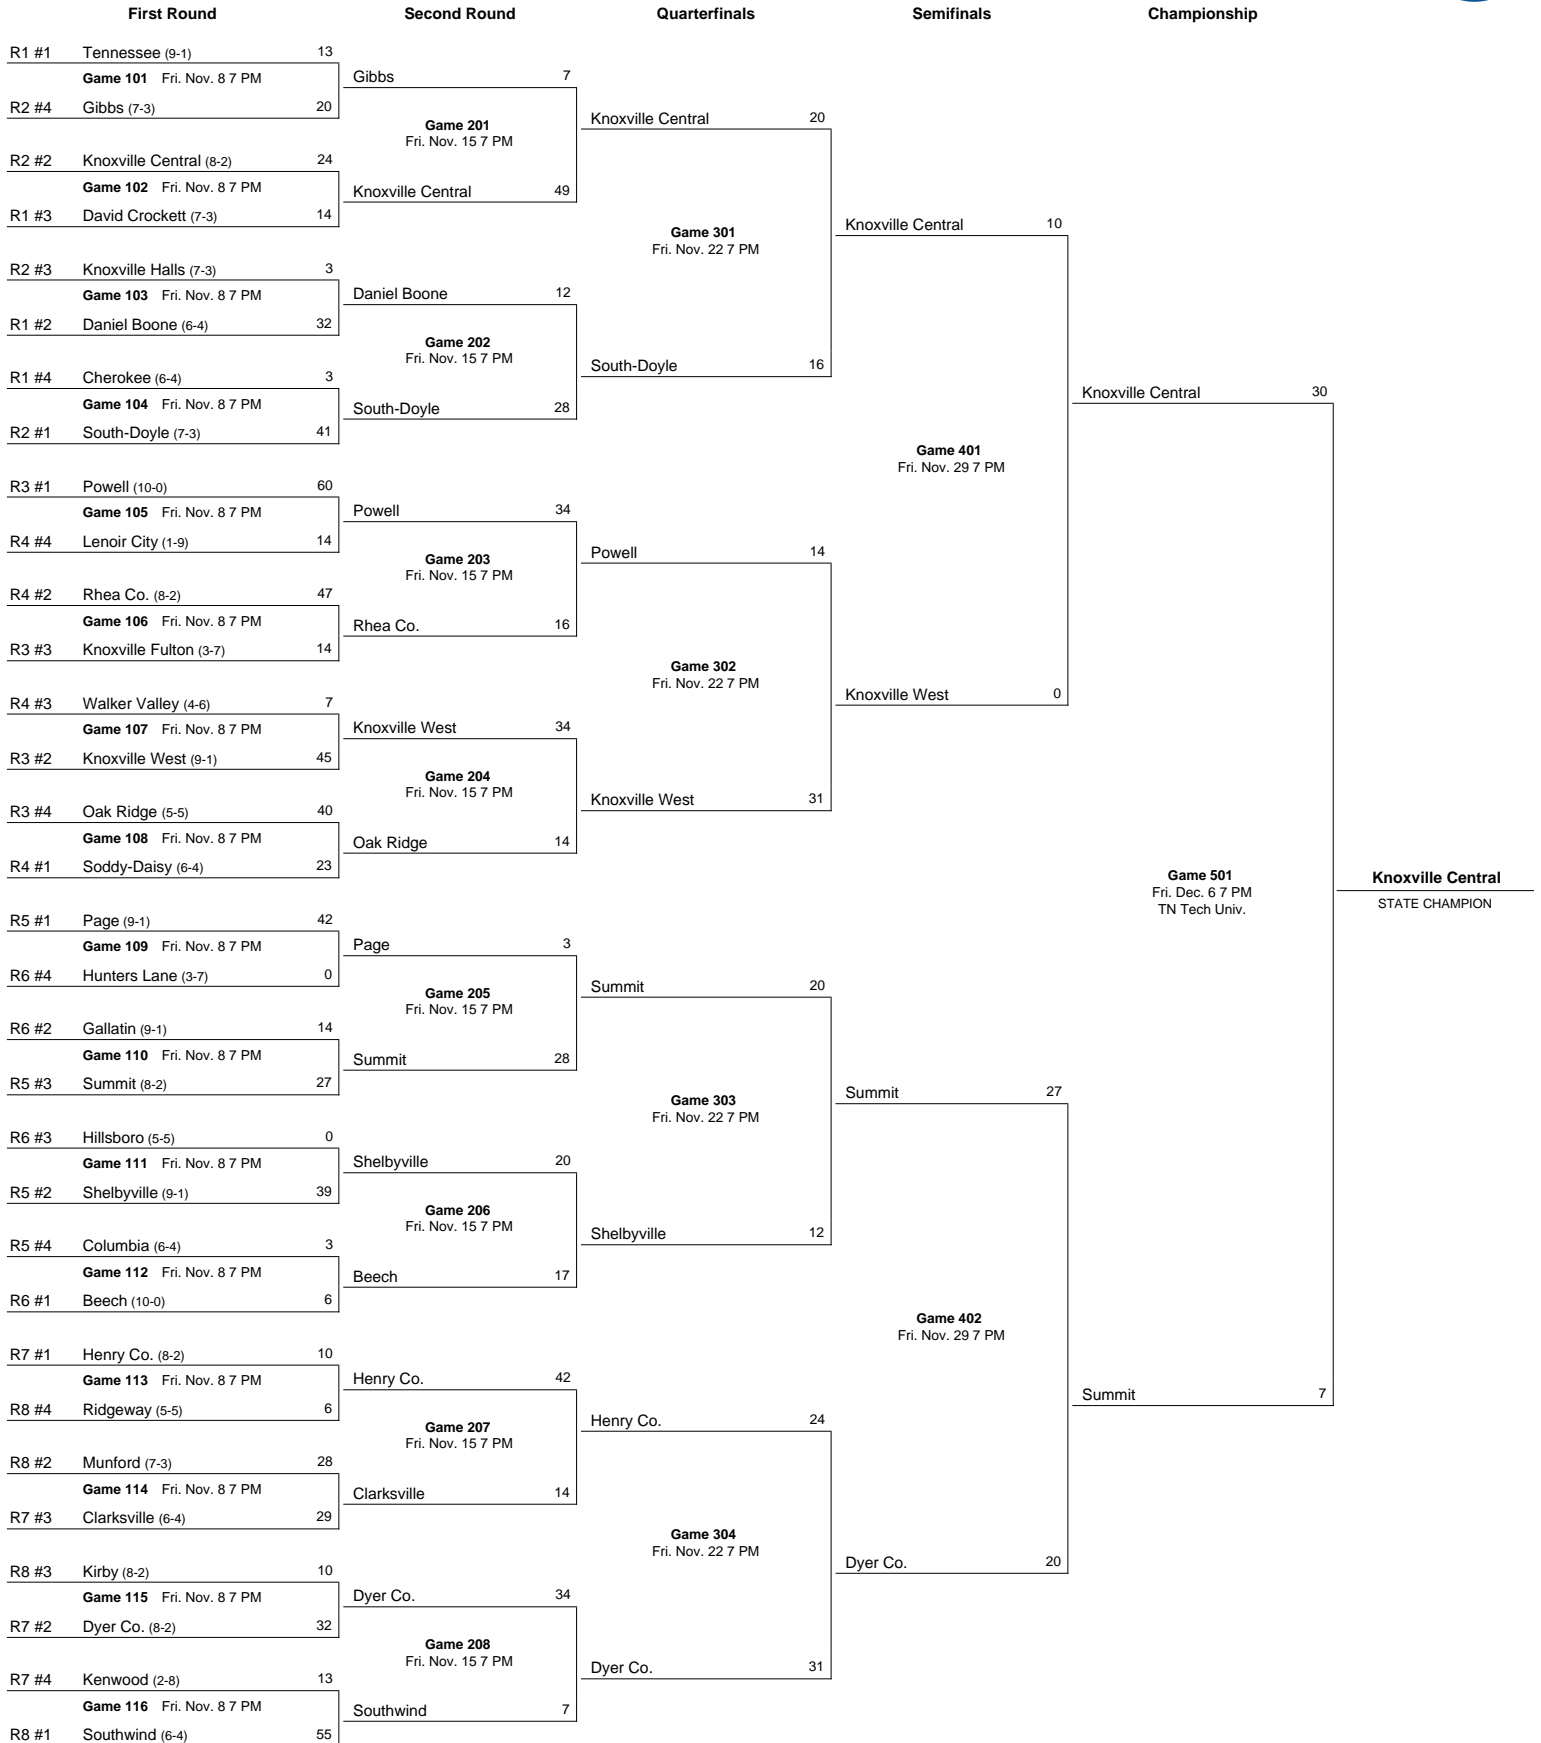 First Round Second Round Quarterfinals Semifinals Championship
R1 #1 Tennessee (9-1) 13
Game 101 Fri. Nov. 8 7 PM
R2 #4 Gibbs (7-3) 20
R2 #2 Knoxville Central (8-2) 24
Game 102 Fri. Nov. 8 7 PM
R1 #3 David Crockett (7-3) 14
R2 #3 Knoxville Halls (7-3) 3
Game 103 Fri. Nov. 8 7 PM
R1 #2 Daniel Boone (6-4) 32
R1 #4 Cherokee (6-4) 3
Game 104 Fri. Nov. 8 7 PM
R2 #1 South-Doyle (7-3) 41
R3 #1 Powell (10-0) 60
Game 105 Fri. Nov. 8 7 PM
R4 #4 Lenoir City (1-9) 14
R4 #2 Rhea Co. (8-2) 47
Game 106 Fri. Nov. 8 7 PM
R3 #3 Knoxville Fulton (3-7) 14
R4 #3 Walker Valley (4-6) 7
Game 107 Fri. Nov. 8 7 PM
R3 #2 Knoxville West (9-1) 45
R3 #4 Oak Ridge (5-5) 40
Game 108 Fri. Nov. 8 7 PM
R4 #1 Soddy-Daisy (6-4) 23
R5 #1 Page (9-1) 42
Game 109 Fri. Nov. 8 7 PM
R6 #4 Hunters Lane (3-7) 0
R6 #2 Gallatin (9-1) 14
Game 110 Fri. Nov. 8 7 PM
R5 #3 Summit (8-2) 27
R6 #3 Hillsboro (5-5) 0
Game 111 Fri. Nov. 8 7 PM
R5 #2 Shelbyville (9-1) 39
R5 #4 Columbia (6-4) 3
Game 112 Fri. Nov. 8 7 PM
R6 #1 Beech (10-0) 6
R7 #1 Henry Co. (8-2) 10
Game 113 Fri. Nov. 8 7 PM
R8 #4 Ridgeway (5-5) 6
R8 #2 Munford (7-3) 28
Game 114 Fri. Nov. 8 7 PM
R7 #3 Clarksville (6-4) 29
R8 #3 Kirby (8-2) 10
Game 115 Fri. Nov. 8 7 PM
R7 #2 Dyer Co. (8-2) 32
R7 #4 Kenwood (2-8) 13
Game 116 Fri. Nov. 8 7 PM
R8 #1 Southwind (6-4) 55
Gibbs 7
Game 201
Fri. Nov. 15 7 PM
Knoxville Central 49
Daniel Boone 12
Game 202
Fri. Nov. 15 7 PM
South-Doyle 28
Powell 34
Game 203
Fri. Nov. 15 7 PM
Rhea Co. 16
Knoxville West 34
Game 204
Fri. Nov. 15 7 PM
Oak Ridge 14
Page 3
Game 205
Fri. Nov. 15 7 PM
Summit 28
Shelbyville 20
Game 206
Fri. Nov. 15 7 PM
Beech 17
Henry Co. 42
Game 207
Fri. Nov. 15 7 PM
Clarksville 14
Dyer Co. 34
Game 208
Fri. Nov. 15 7 PM
Southwind 7
Knoxville Central 20
Game 301
Fri. Nov. 22 7 PM
South-Doyle 16
Powell 14
Game 302
Fri. Nov. 22 7 PM
Knoxville West 31
Summit 20
Game 303
Fri. Nov. 22 7 PM
Shelbyville 12
Henry Co. 24
Game 304
Fri. Nov. 22 7 PM
Dyer Co. 31
Knoxville Central 10
Game 401
Fri. Nov. 29 7 PM
Knoxville West 0
Summit 27
Game 402
Fri. Nov. 29 7 PM
Dyer Co. 20
Knoxville Central 30
Game 501
Fri. Dec. 6 7 PM
TN Tech Univ.
Summit 7
Knoxville Central
STATE CHAMPION